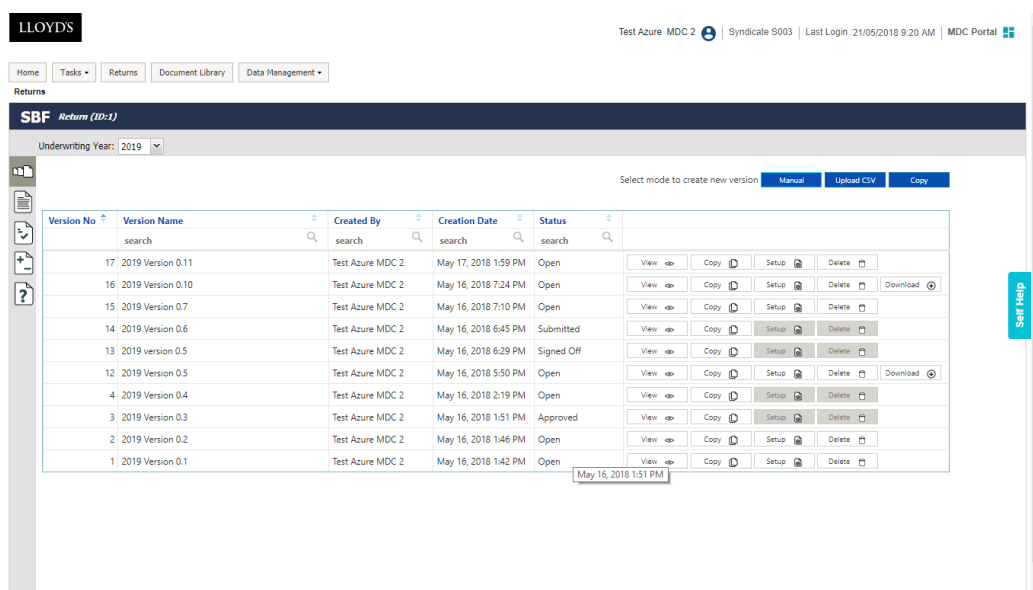 LLOYD'S
Test Azure MDC 2 | Syndicate S003 | Last Login :21/05/2018 9:20 AM | MDC Portal
Home Tasks Returns Document Library Data Management
Returns
SBF Return (ID:1)
Underwriting Year: 2019
Select mode to create new version Manual Upload CSV Copy
Version No Version Name Created By Creation Date Status
search search search search
17 2019 Version 0.11 Test Azure MDC 2 May 17, 2018 1:59 PM Open View Copy Setup Delete
16 2019 Version 0.10 Test Azure MDC 2 May 16, 2018 7:24 PM Open View Copy Setup Delete Download
15 2019 Version 0.7 Test Azure MDC 2 May 16, 2018 7:10 PM Open View Copy Setup Delete
14 2019 Version 0.6 Test Azure MDC 2 May 16, 2018 6:45 PM Submitted View Copy Setup Delete
13 2019 version 0.5 Test Azure MDC 2 May 16, 2018 6:29 PM Signed Off View Copy Setup Delete
12 2019 Version 0.5 Test Azure MDC 2 May 16, 2018 5:50 PM Open View Copy Setup Delete Download
4 2019 Version 0.4 Test Azure MDC 2 May 16, 2018 2:19 PM Open View Copy Setup Delete
3 2019 Version 0.3 Test Azure MDC 2 May 16, 2018 1:51 PM Approved View Copy Setup Delete
2 2019 Version 0.2 Test Azure MDC 2 May 16, 2018 1:46 PM Open View Copy Setup Delete
1 2019 Version 0.1 Test Azure MDC 2 May 16, 2018 1:42 PM Open View Copy Setup Delete
May 16, 2018 1:51 PM
Self Help